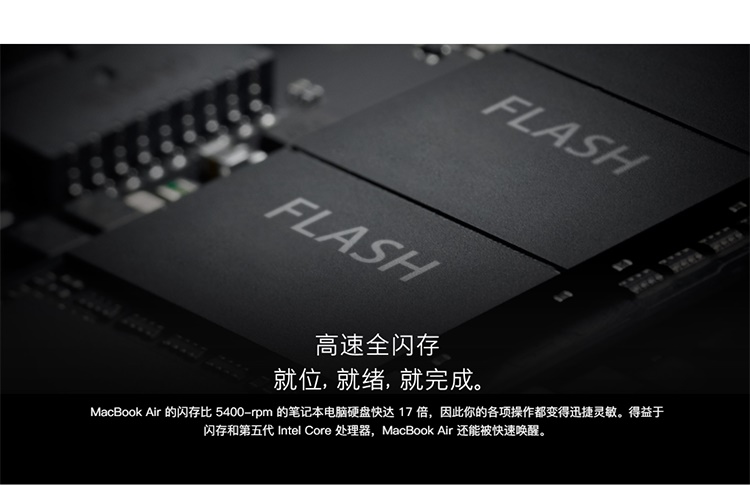 FLASH
FLASH
高速全闪存
就位, 就绪, 就完成。
MacBook Air 的闪存比 5400-rpm 的笔记本电脑硬盘快达 17 倍，因此你的各项操作都变得迅捷灵敏。得益于
闪存和第五代 Intel Core 处理器，MacBook Air 还能被快速唤醒。